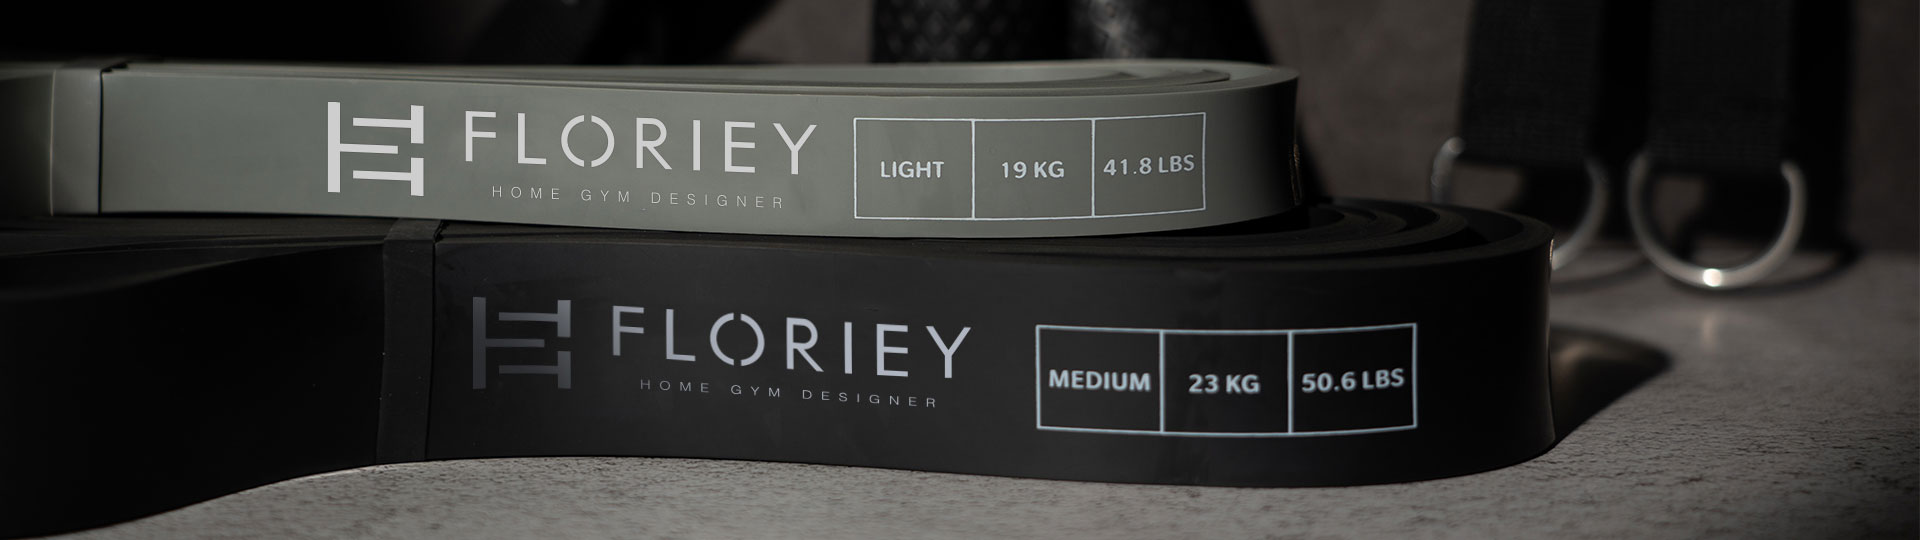 FLORIEY
HOME GYM DESIGNER
LIGHT 19 KG 41.8 LBS
FLORIEY
HOME GYM DESIGNER
MEDIUM 23 KG 50.6 LBS